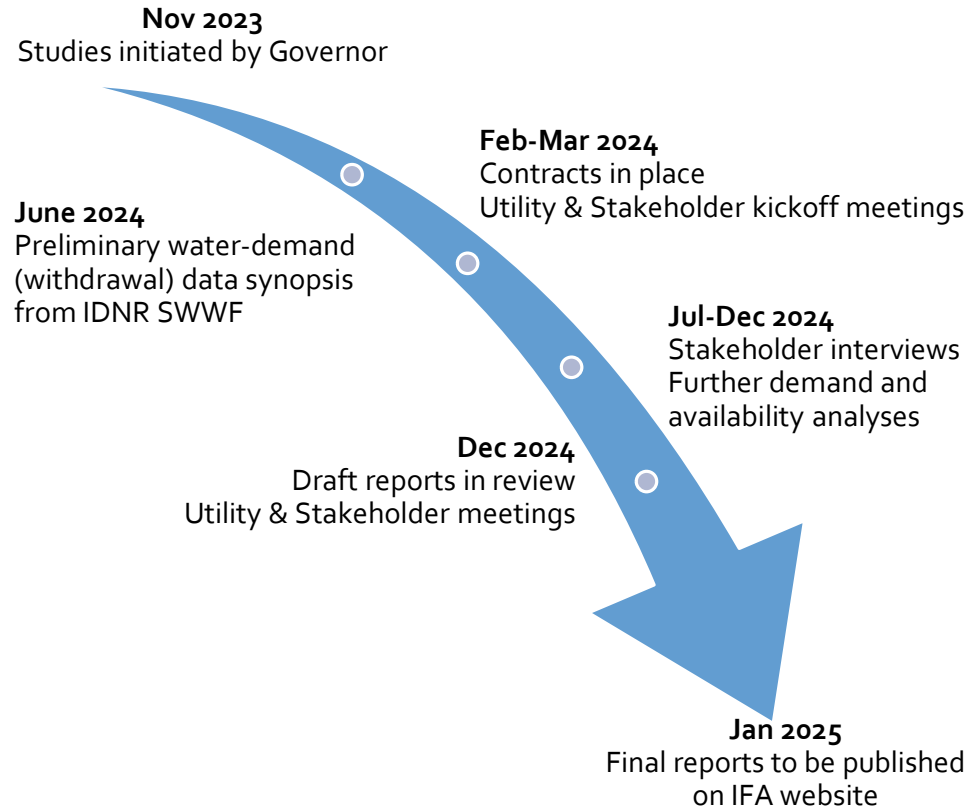 Nov 2023
Studies initiated by Governor
Feb-Mar 2024
Contracts in place
Utility & Stakeholder kickoff meetings
June 2024
Preliminary water-demand
(withdrawal) data synopsis
from IDNR SWWF
Jul-Dec 2024
Stakeholder interviews
Further demand and
availability analyses
Dec 2024
Draft reports in review
Utility & Stakeholder meetings
Jan 2025
Final reports to be published
on IFA website